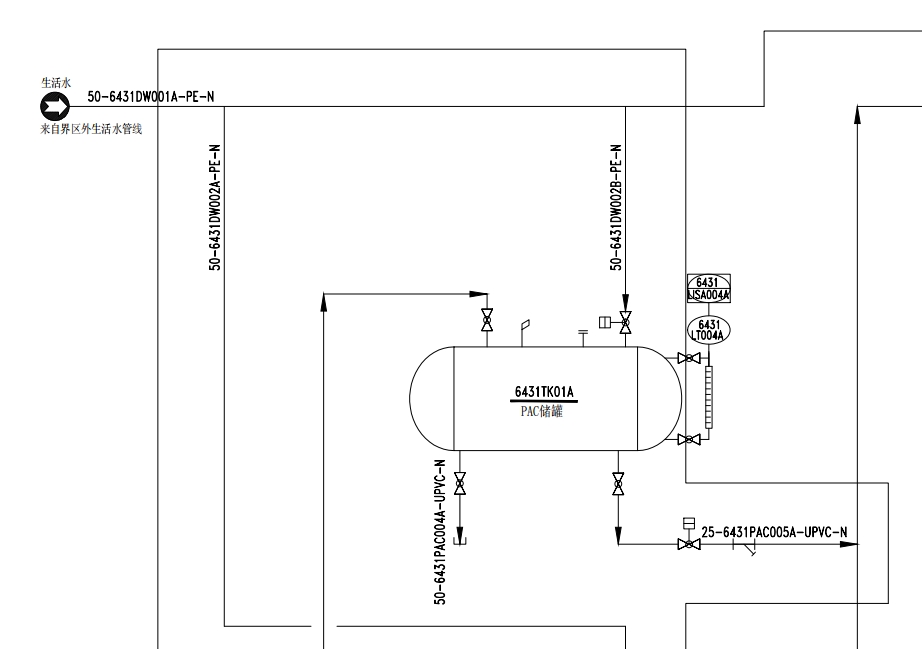 生活水
50-6431DW001A-PE-N
来自界区外生活水管线
50-6431DW002A-PE-N
50-6431DW002B-PE-N
6431
LISA004A
6431
LT004A
6431TK01A
PAC储罐
50-6431PAC004A-UPVC-N
25-6431PAC005A-UPVC-N